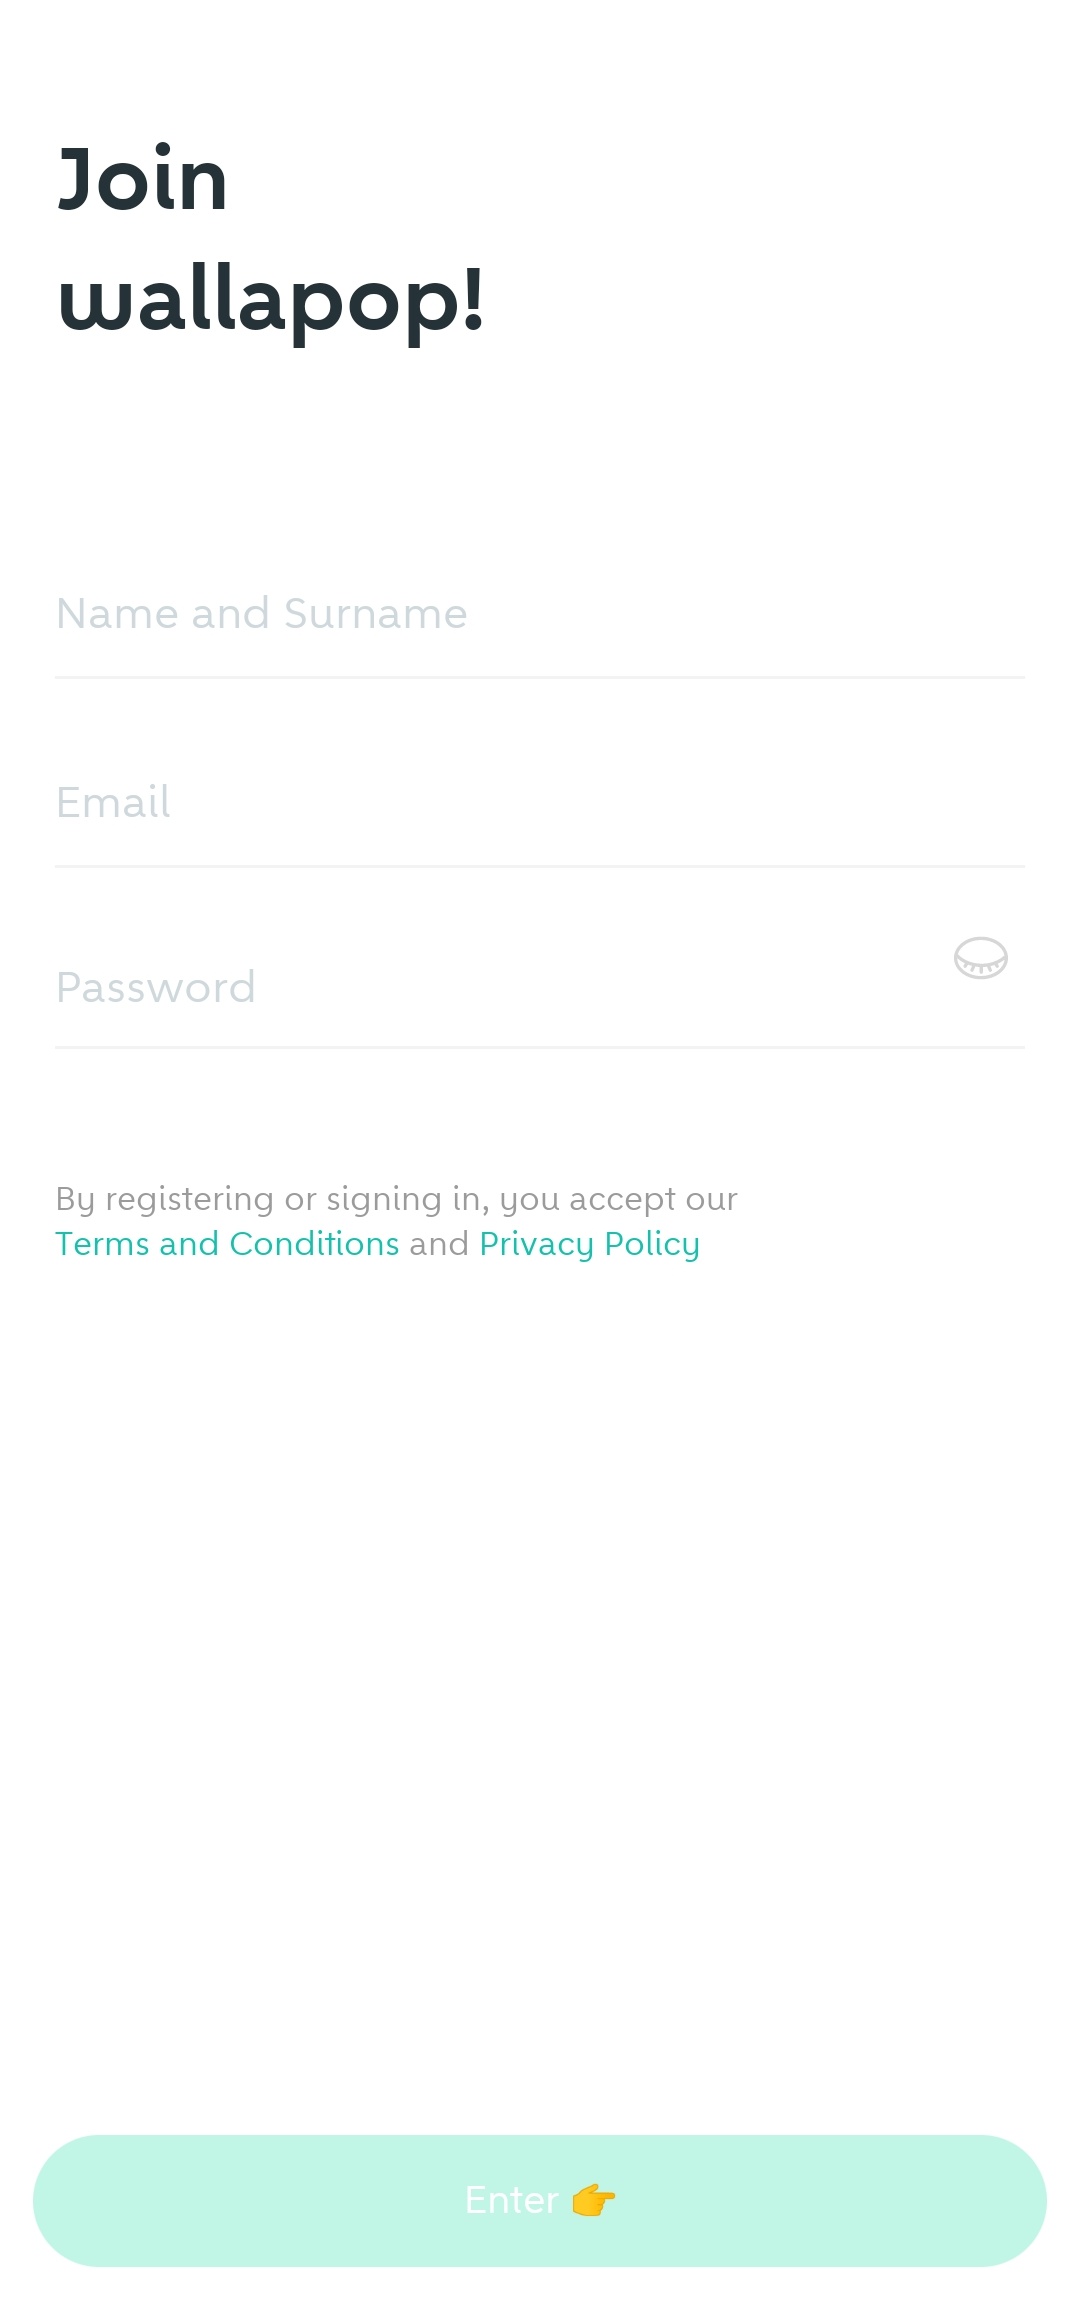 Join
wallapop!
Name and Surname
Email
Password
By registering or signing in, you accept our
Terms and Conditions and Privacy Policy
Enter 👉